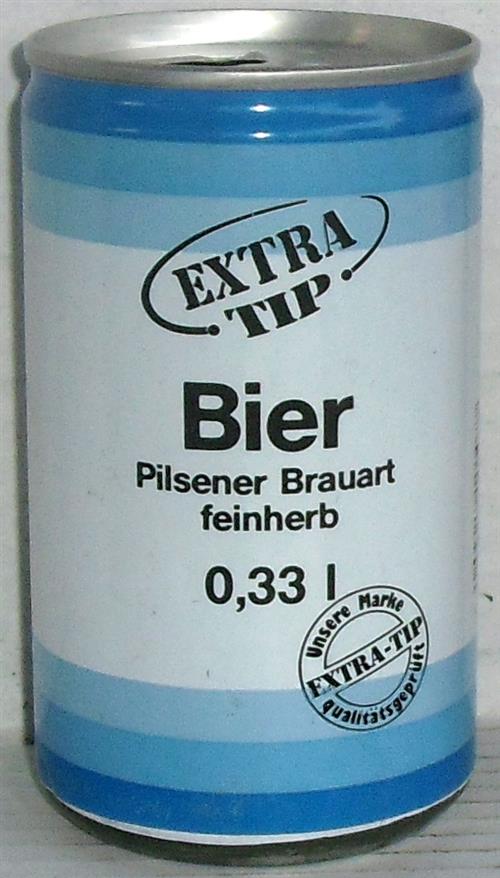 EXTRA
TIP
Bier
Pilsener Brauart
feinherb
0,33 l
Unsere Marke
EXTRA-TIP
qualitätsgeprüft